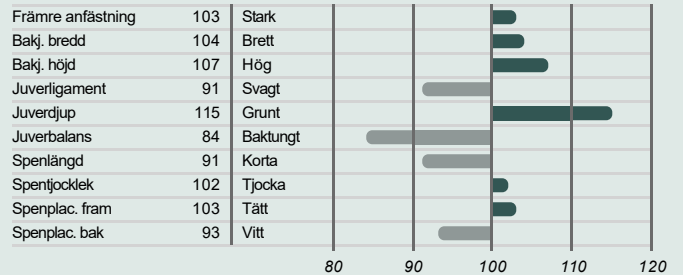 Främre anfästning 103 Stark
Bakj. bredd 104 Brett
Bakj. höjd 107 Hög
Juverligament 91 Svagt
Juverdjup 115 Grunt
Juverbalans 84 Baktungt
Spenlängd 91 Korta
Spentjocklek 102 Tjocka
Spenplac. fram 103 Tätt
Spenplac. bak 93 Vitt
80 90 100 110 120